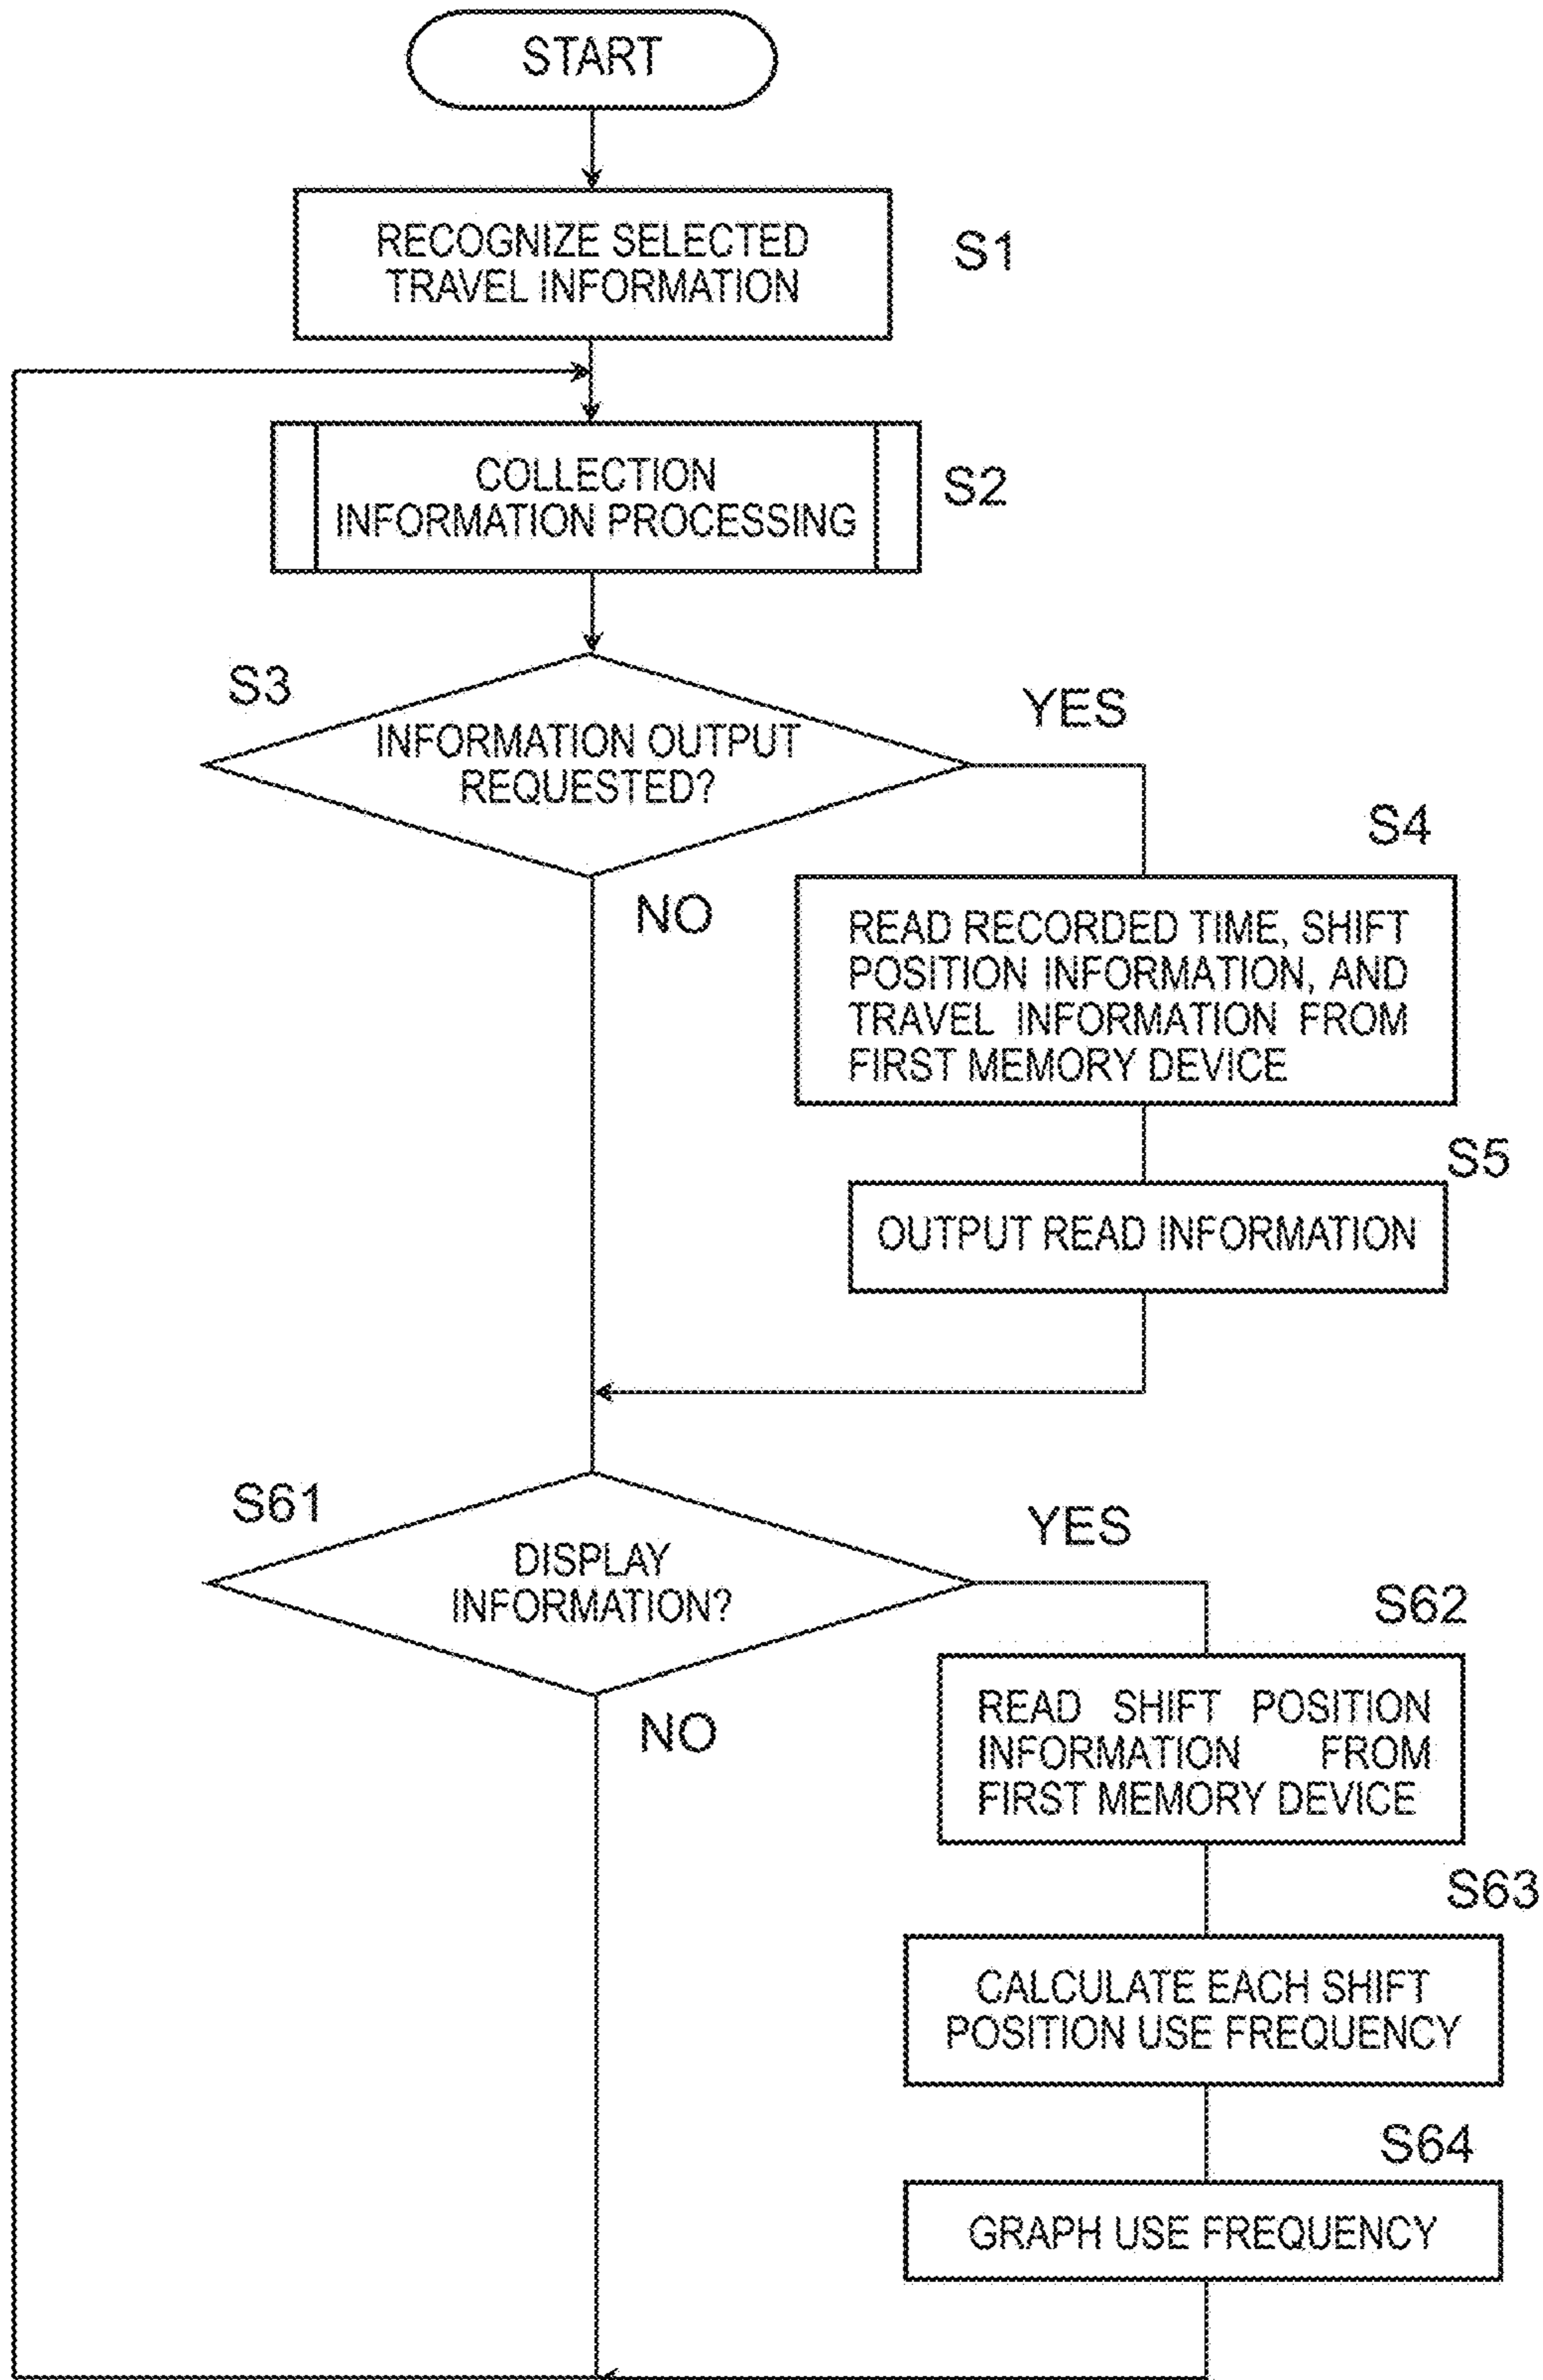 START
RECOGNIZE SELECTED
TRAVEL INFORMATION
S1
COLLECTION
INFORMATION PROCESSING
S2
S3
INFORMATION OUTPUT
REQUESTED?
YES
NO
S4
READ RECORDED TIME, SHIFT
POSITION INFORMATION, AND
TRAVEL INFORMATION FROM
FIRST MEMORY DEVICE
S5
OUTPUT READ INFORMATION
S61
DISPLAY
INFORMATION?
YES
NO
S62
READ SHIFT POSITION
INFORMATION FROM
FIRST MEMORY DEVICE
S63
CALCULATE EACH SHIFT
POSITION USE FREQUENCY
S64
GRAPH USE FREQUENCY